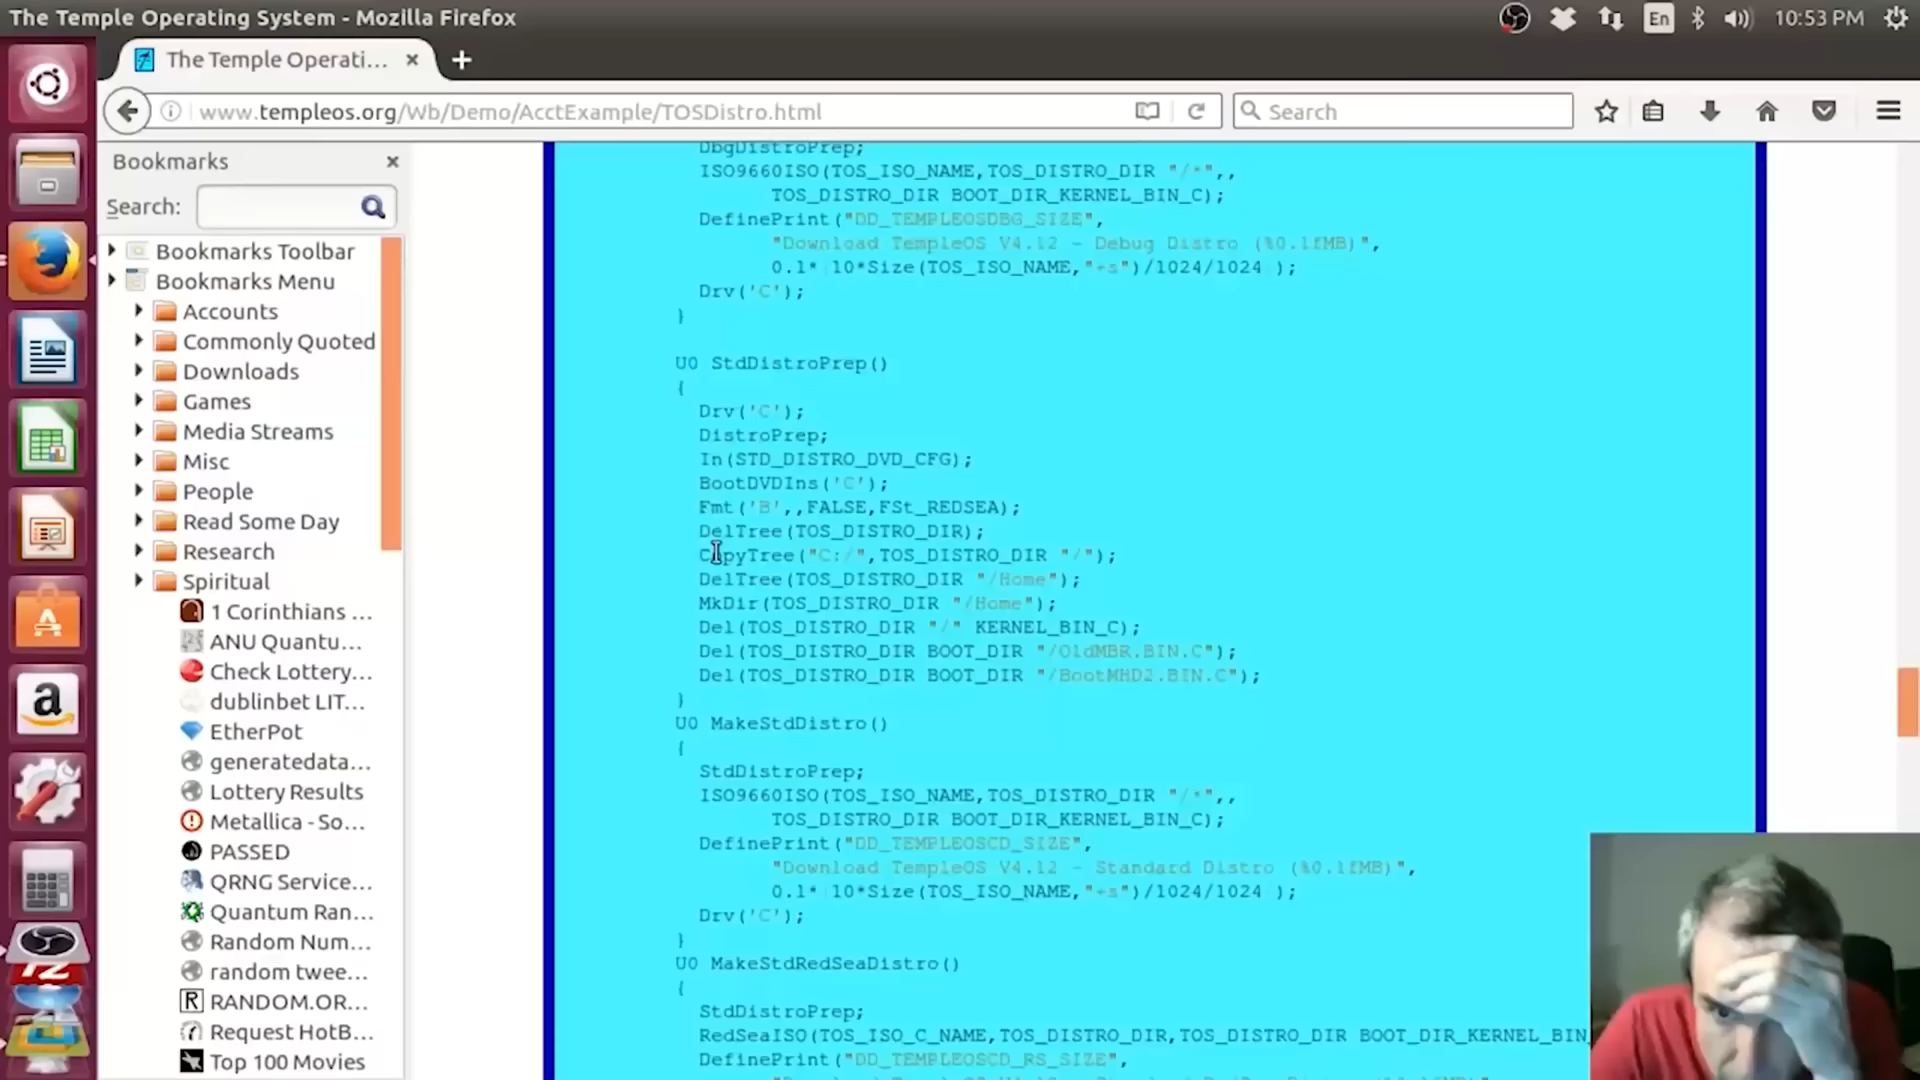 The Temple Operating System - Mozilla Firefox
En
10:53 PM
The Temple Operati...
www.templeos.org/Wb/Demo/AcctExample/TOSDistro.html
Search
Bookmarks
Search:
Bookmarks Toolbar
Bookmarks Menu
Accounts
Commonly Quoted
Downloads
Games
Media Streams
Misc
People
Read Some Day
Research
Spiritual
1 Corinthians ...
ANU Quantu...
Check Lottery...
dublinbet LIT...
EtherPot
generatedata...
Lottery Results
Metallica - So...
PASSED
QRNG Service...
Quantum Ran...
Random Num...
random twee...
RANDOM.OR...
Request HotB...
Top 100 Movies
DbgDistroPrep;
ISO9660ISO(TOS_ISO_NAME,TOS_DISTRO_DIR "/*",,
TOS_DISTRO_DIR BOOT_DIR_KERNEL_BIN_C);
DefinePrint("DD_TEMPLEOSDBG_SIZE",
"Download TempleOS V4.12 - Debug Distro (%0.1fMB)",
0.1* 10*Size(TOS_ISO_NAME,"+s")/1024/1024 );
Drv('C');
}
U0 StdDistroPrep()
{
Drv('C');
DistroPrep;
In(STD_DISTRO_DVD_CFG);
BootDVDIns('C');
Fmt('B',,FALSE,FSt_REDSEA);
DelTree(TOS_DISTRO_DIR);
CopyTree("C:/",TOS_DISTRO_DIR "/");
DelTree(TOS_DISTRO_DIR "/Home");
MkDir(TOS_DISTRO_DIR "/Home");
Del(TOS_DISTRO_DIR "/" KERNEL_BIN_C);
Del(TOS_DISTRO_DIR BOOT_DIR "/OldMBR.BIN.C");
Del(TOS_DISTRO_DIR BOOT_DIR "/BootMHD2.BIN.C");
}
U0 MakeStdDistro()
{
StdDistroPrep;
ISO9660ISO(TOS_ISO_NAME,TOS_DISTRO_DIR "/*",,
TOS_DISTRO_DIR BOOT_DIR_KERNEL_BIN_C);
DefinePrint("DD_TEMPLEOSCD_SIZE",
"Download TempleOS V4.12 - Standard Distro (%0.1fMB)",
0.1* 10*Size(TOS_ISO_NAME,"+s")/1024/1024 );
Drv('C');
}
U0 MakeStdRedSeaDistro()
{
StdDistroPrep;
RedSeaISO(TOS_ISO_C_NAME,TOS_DISTRO_DIR,TOS_DISTRO_DIR BOOT_DIR_KERNEL_BIN_
DefinePrint("DD_TEMPLEOSCD_RS_SIZE",